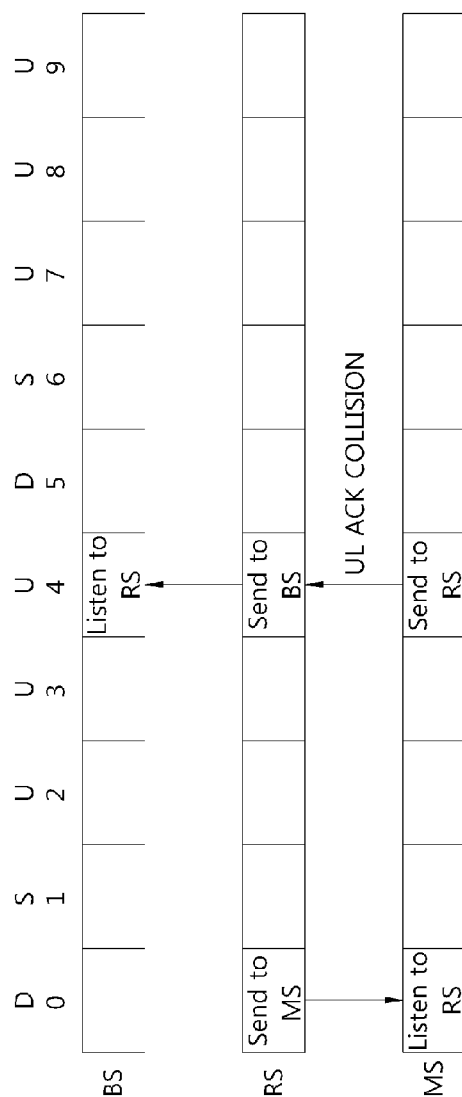 D S U U U D S U U U
0 1 2 3 4 5 6 7 8 9
BS
Listen to
RS
RS
Send to
MS
Send to
BS
UL ACK COLLISION
MS
Listen to
RS
Send to
RS